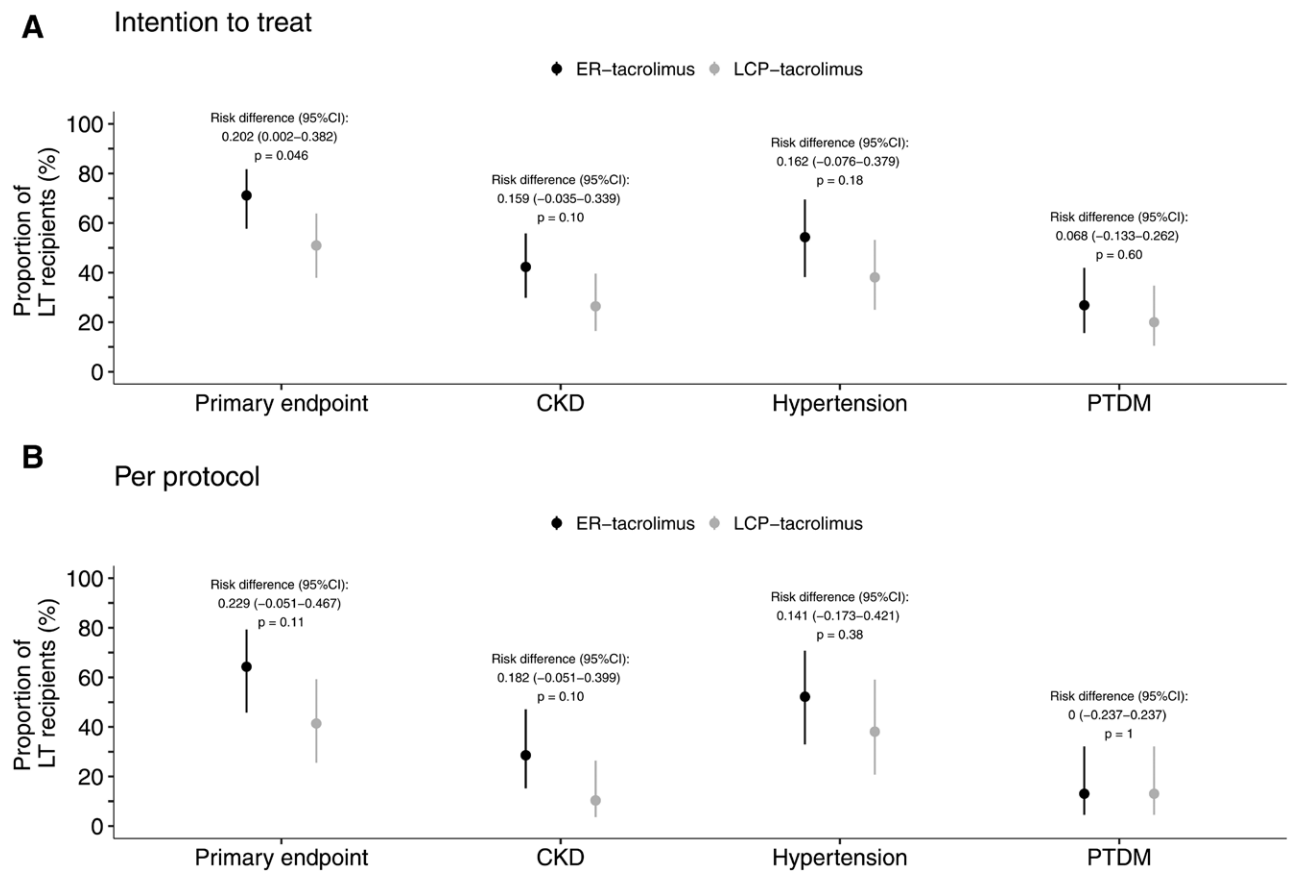 A
Intention to treat
ER−tacrolimus LCP−tacrolimus
Proportion of
LT recipients (%)
100
80
60
40
20
0
Risk difference (95%CI):
0.202 (0.002−0.382)
p = 0.046
Risk difference (95%CI):
0.159 (−0.035−0.339)
p = 0.10
Risk difference (95%CI):
0.162 (−0.076−0.379)
p = 0.18
Risk difference (95%CI):
0.068 (−0.133−0.262)
p = 0.60
Primary endpoint CKD Hypertension PTDM
B
Per protocol
ER−tacrolimus LCP−tacrolimus
Proportion of
LT recipients (%)
100
80
60
40
20
0
Risk difference (95%CI):
0.229 (−0.051−0.467)
p = 0.11
Risk difference (95%CI):
0.182 (−0.051−0.399)
p = 0.10
Risk difference (95%CI):
0.141 (−0.173−0.421)
p = 0.38
Risk difference (95%CI):
0 (−0.237−0.237)
p = 1
Primary endpoint CKD Hypertension PTDM